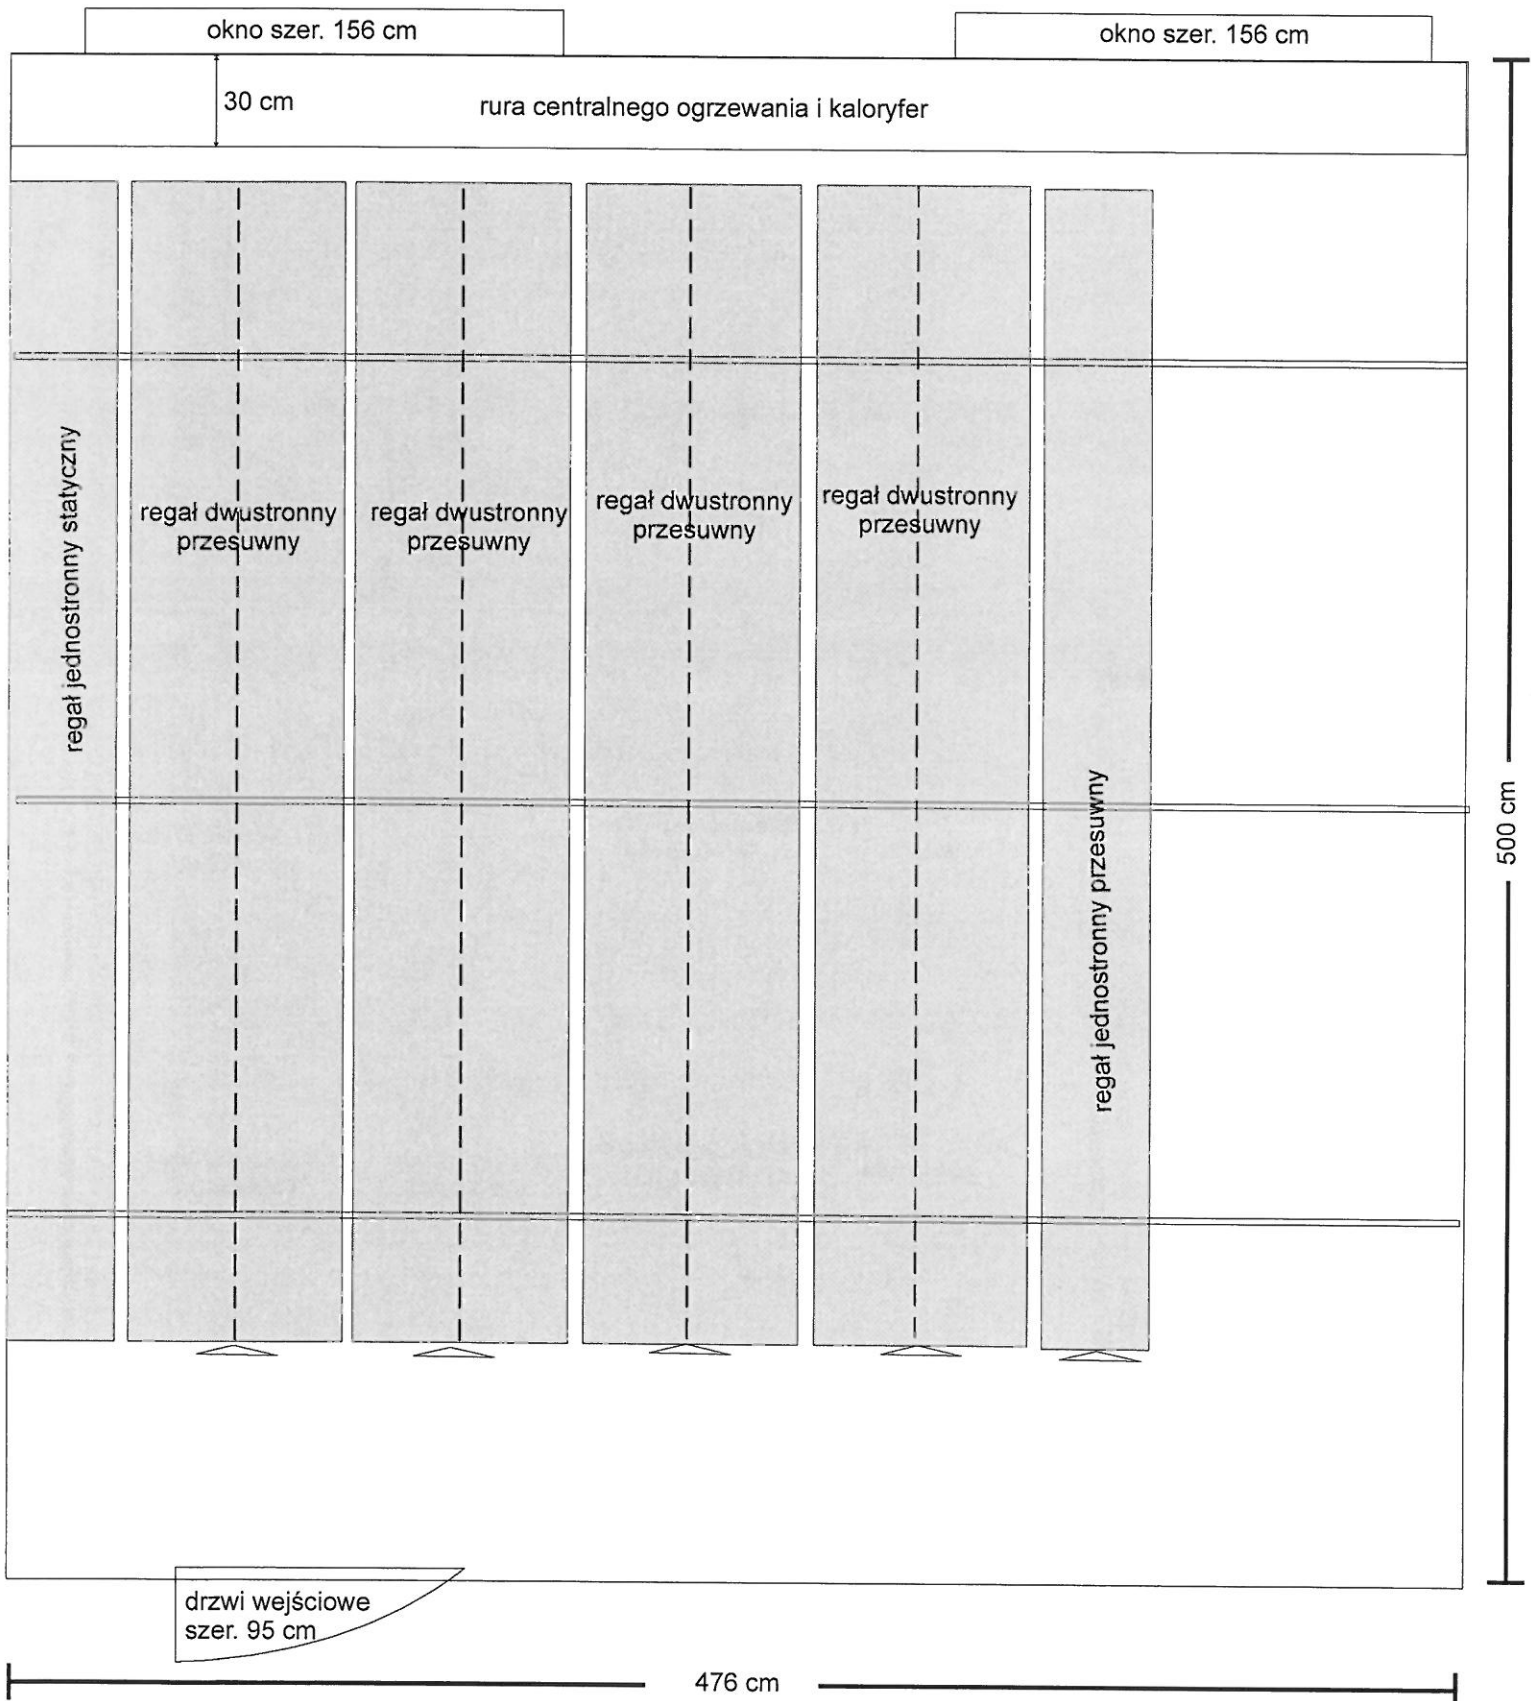 okno szer. 156 cm
okno szer. 156 cm
30 cm
rura centralnego ogrzewania i kaloryfer
regał jednostronny statyczny
regał dwustronny
przesuwny
regał dwustronny
przesuwny
regał dwustronny
przesuwny
regał dwustronny
przesuwny
regał jednostronny przesuwny
500 cm
drzwi wejściowe
szer. 95 cm
476 cm